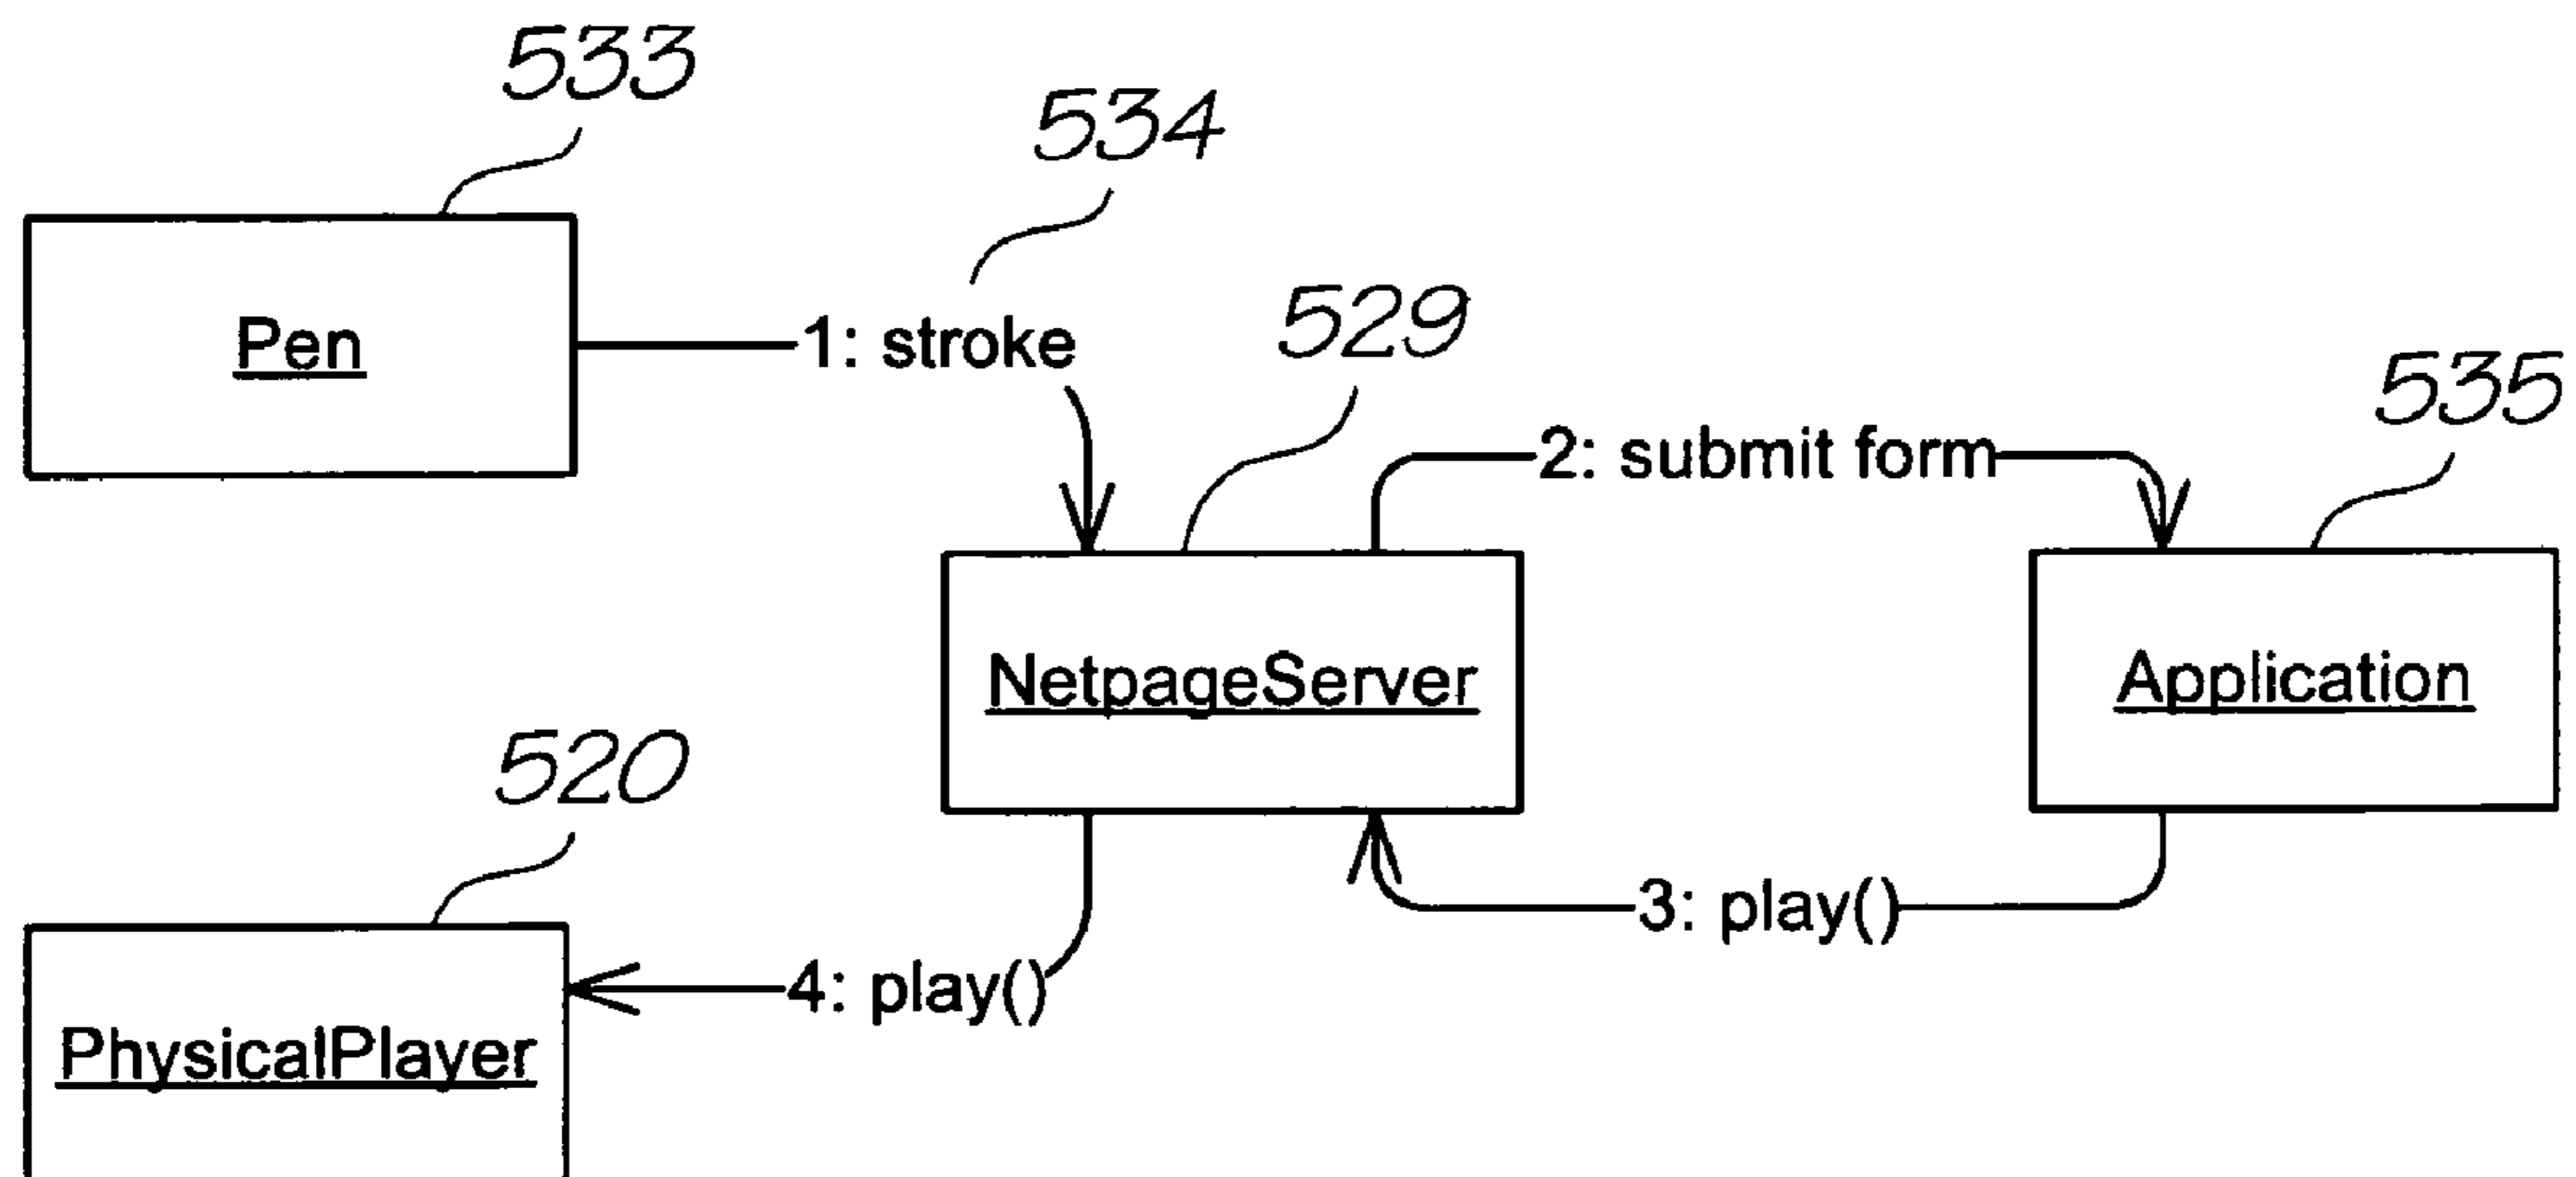 533
534
Pen
1: stroke
529
535
2: submit form
NetpageServer
Application
520
3: play()
4: play()
PhysicalPlayer